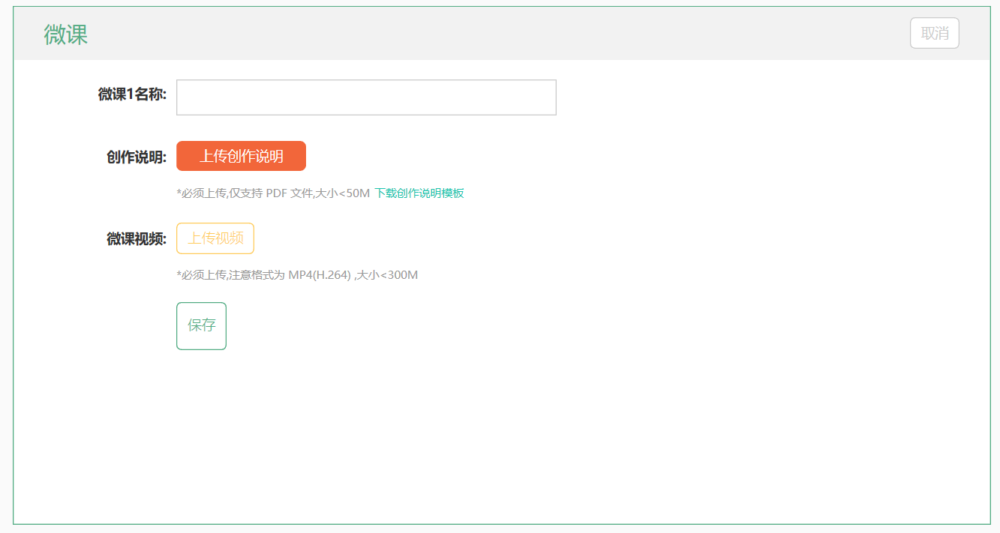 微课
取消
微课1名称:
创作说明:
上传创作说明
*必须上传,仅支持 PDF 文件,大小<50M 下载创作说明模板
微课视频:
上传视频
*必须上传,注意格式为 MP4(H.264) ,大小<300M
保存